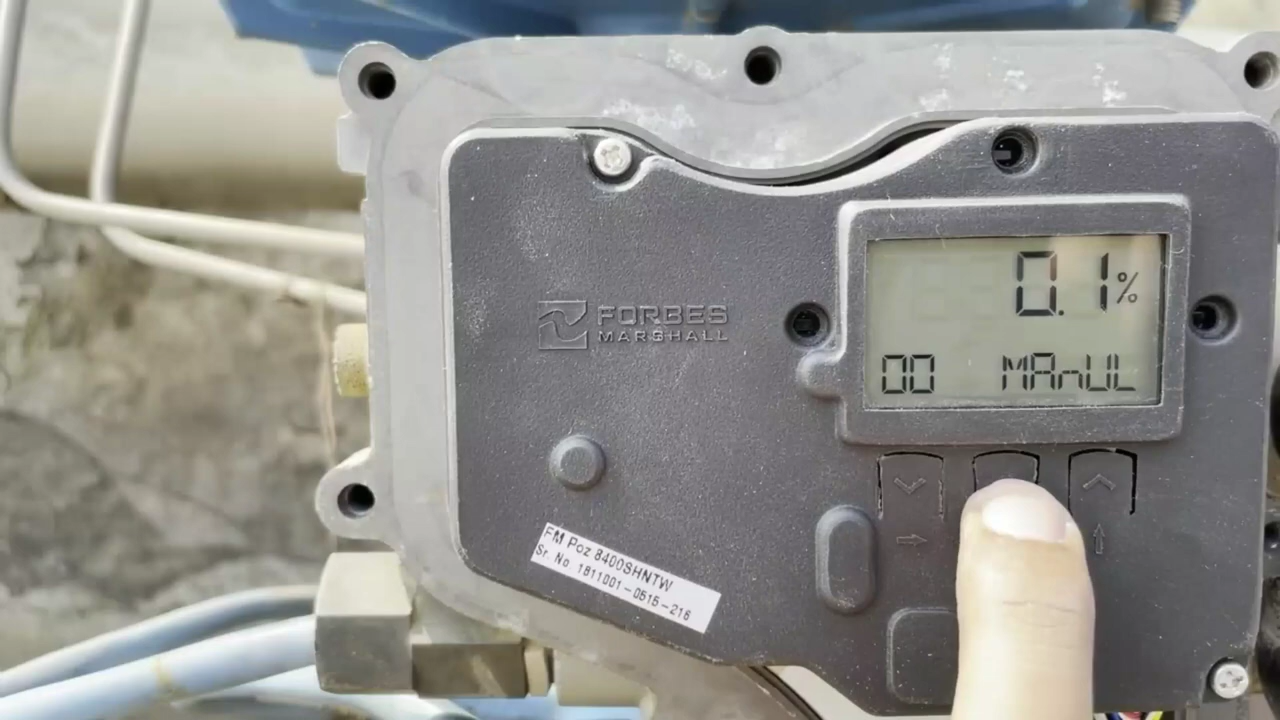 0.1%
00 MAnUL
FORBES
MARSHALL
FM Poz 8400SHNTW
Sr. No. 1811001-0515-216